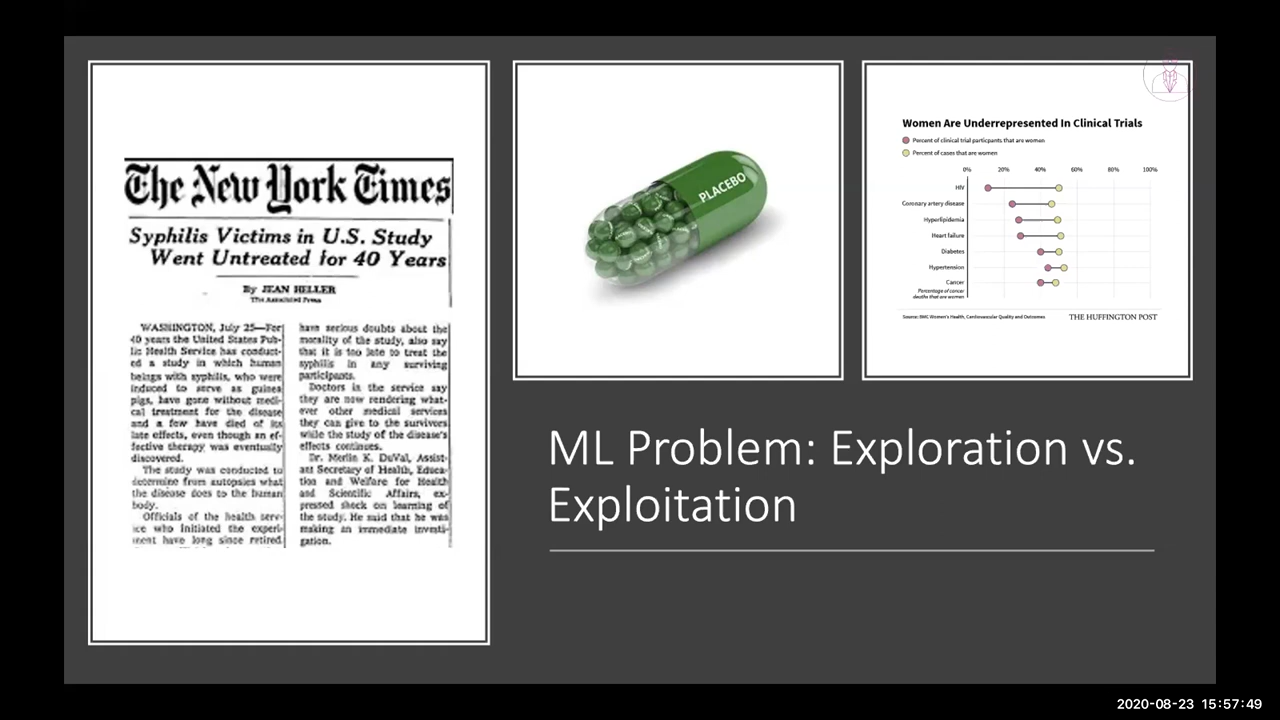 The New York Times
Syphilis Victims in U.S. Study
Went Untreated for 40 Years
By JEAN HELLER
The Associated Press
WASHINGTON, July 25—For
40 years the United States Pub-
lic Health Service has conduct-
ed a study in which human
beings with syphilis, who were
induced to serve as guinea
pigs, have gone without medi-
cal treatment for the disease
and a few have died of its
late effects, even though an ef-
fective therapy was eventually
discovered.
The study was conducted to
determine from autopsies what
the disease does to the human
body.
Officials of the health serv-
ice who initiated the experi-
ment have long since retired.
have serious doubts about the
morality of the study, also say
that it is too late to treat the
syphilis in any surviving
participants.
Doctors in the service say
they are now rendering what-
ever other medical services
they can give to the survivors
while the study of the disease's
effects continues.
Dr. Merlin K. DuVal, Assist-
ant Secretary of Health, Educa-
tion and Welfare for Health
and Scientific Affairs, ex-
pressed shock on learning of
the study. He said that he was
making an immediate investi-
gation.
PLACEBO
Women Are Underrepresented In Clinical Trials
Percent of clinical trial participants that are women
Percent of cases that are women
0% 20% 40% 60% 80% 100%
HIV
Coronary artery disease
Hyperlipidemia
Heart failure
Diabetes
Hypertension
Cancer
Percentage of cancer
deaths that are women
Source: BMC Women's Health, Cardiovascular Quality and Outcomes THE HUFFINGTON POST
ML Problem: Exploration vs.
Exploitation
2020-08-23 15:57:49